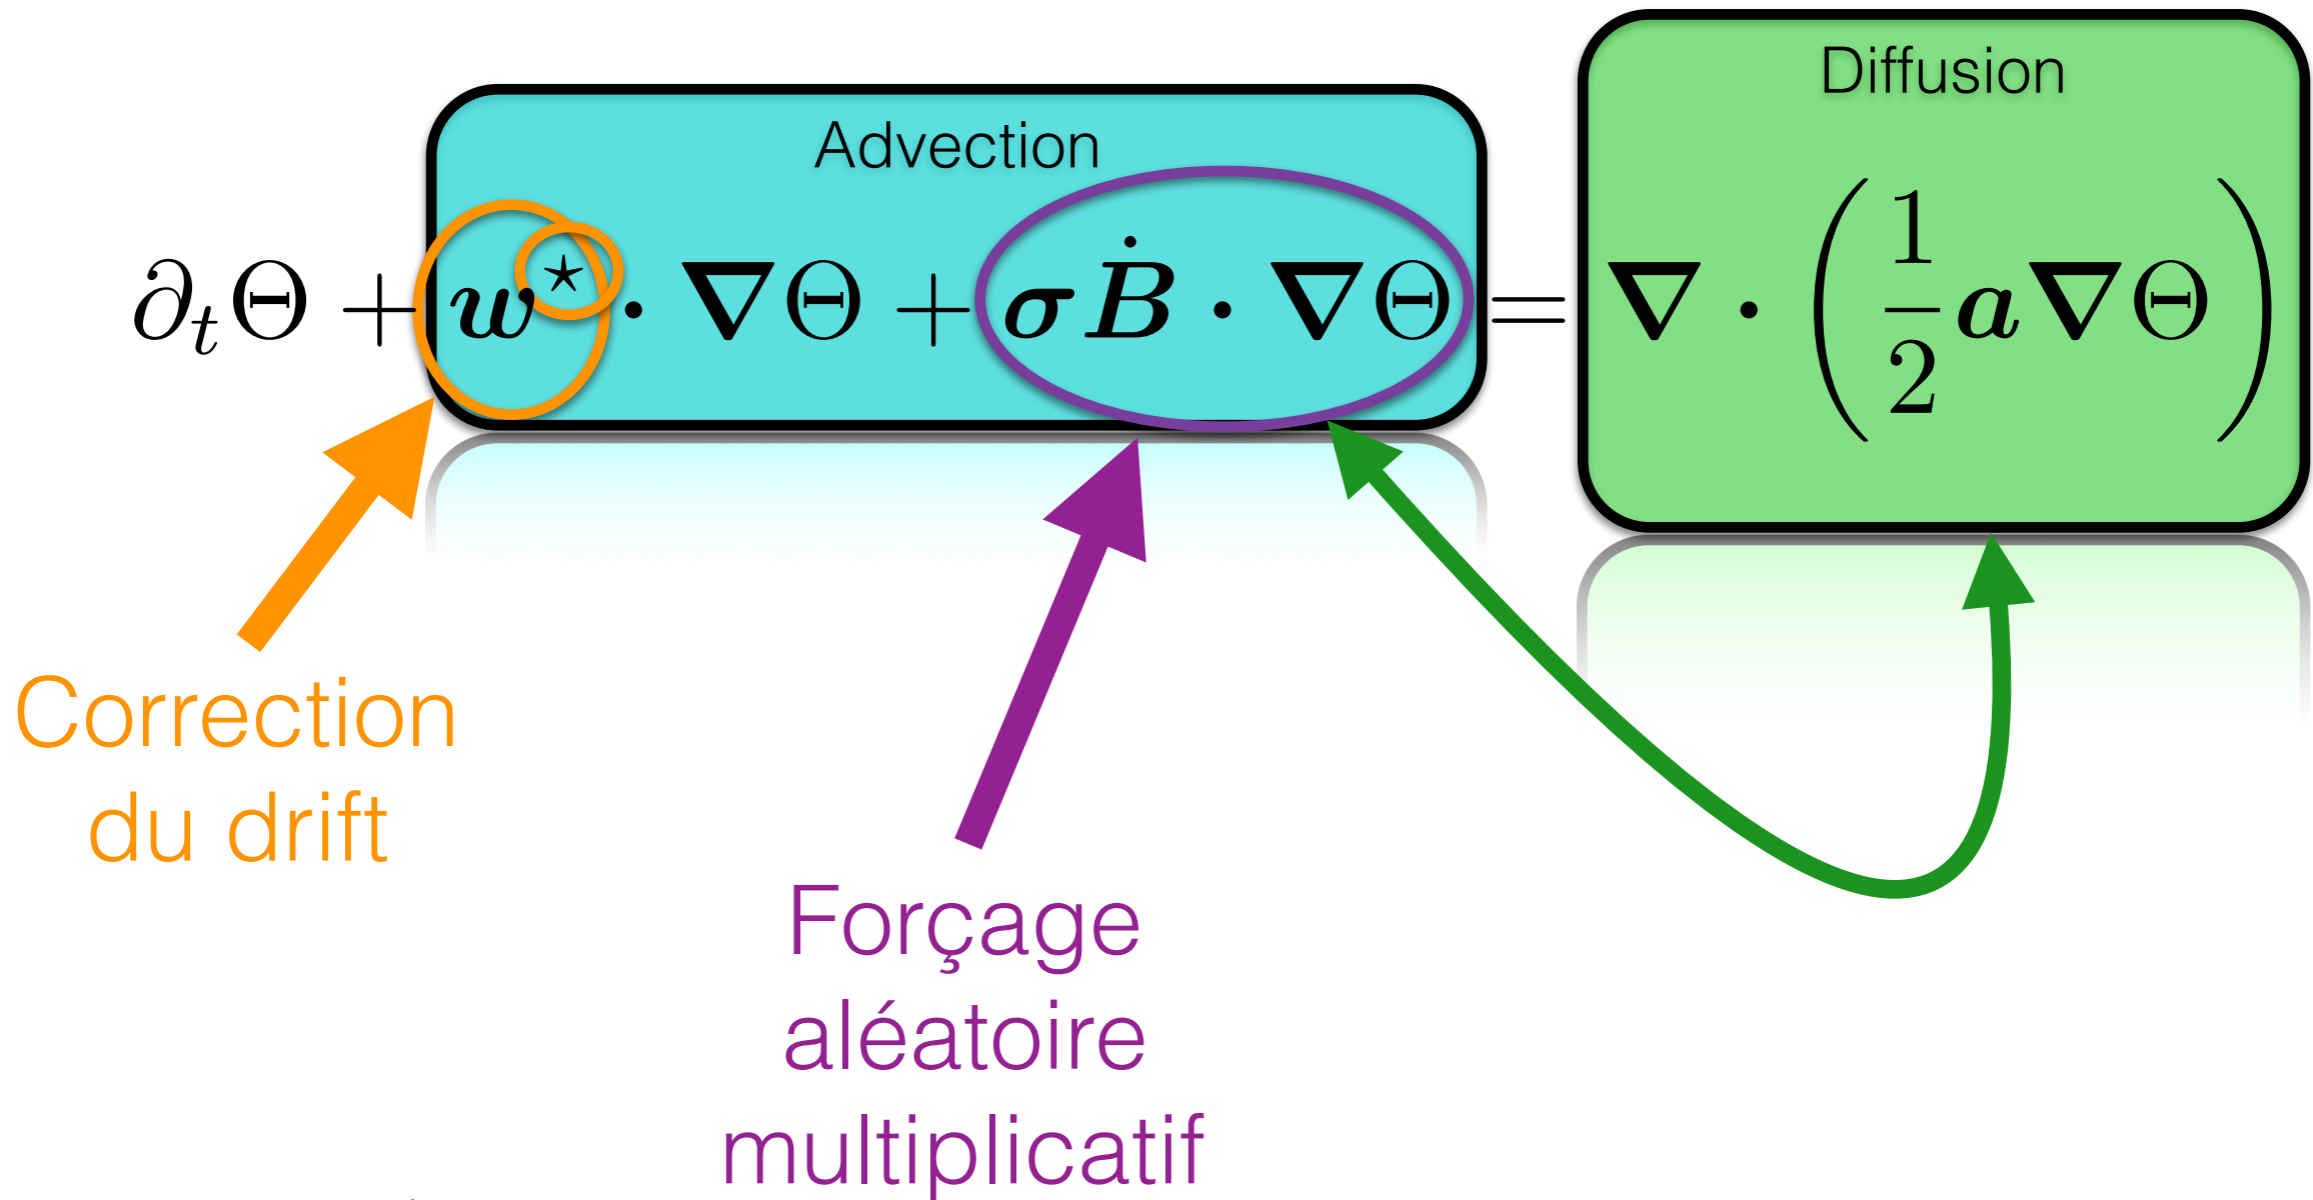 Diffusion
Advection
∂ₜΘ + w⋆ · ∇Θ + σḂ · ∇Θ = ∇ · (1/2 a∇Θ)
Correction
du drift
Forçage
aléatoire
multiplicatif